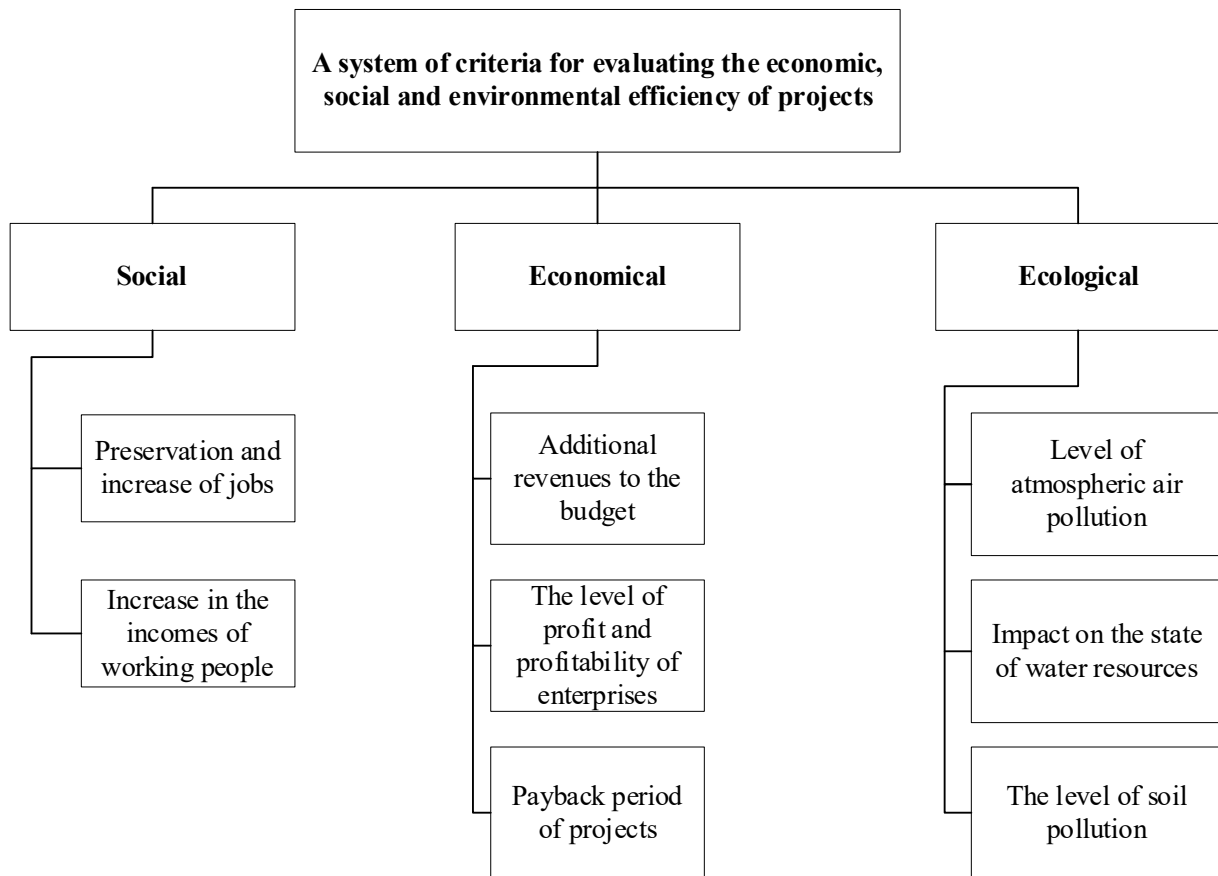 A system of criteria for evaluating the economic,
social and environmental efficiency of projects
Social
Economical
Ecological
Preservation and
increase of jobs
Increase in the
incomes of
working people
Additional
revenues to the
budget
The level of
profit and
profitability of
enterprises
Payback period
of projects
Level of
atmospheric air
pollution
Impact on the state
of water resources
The level of soil
pollution